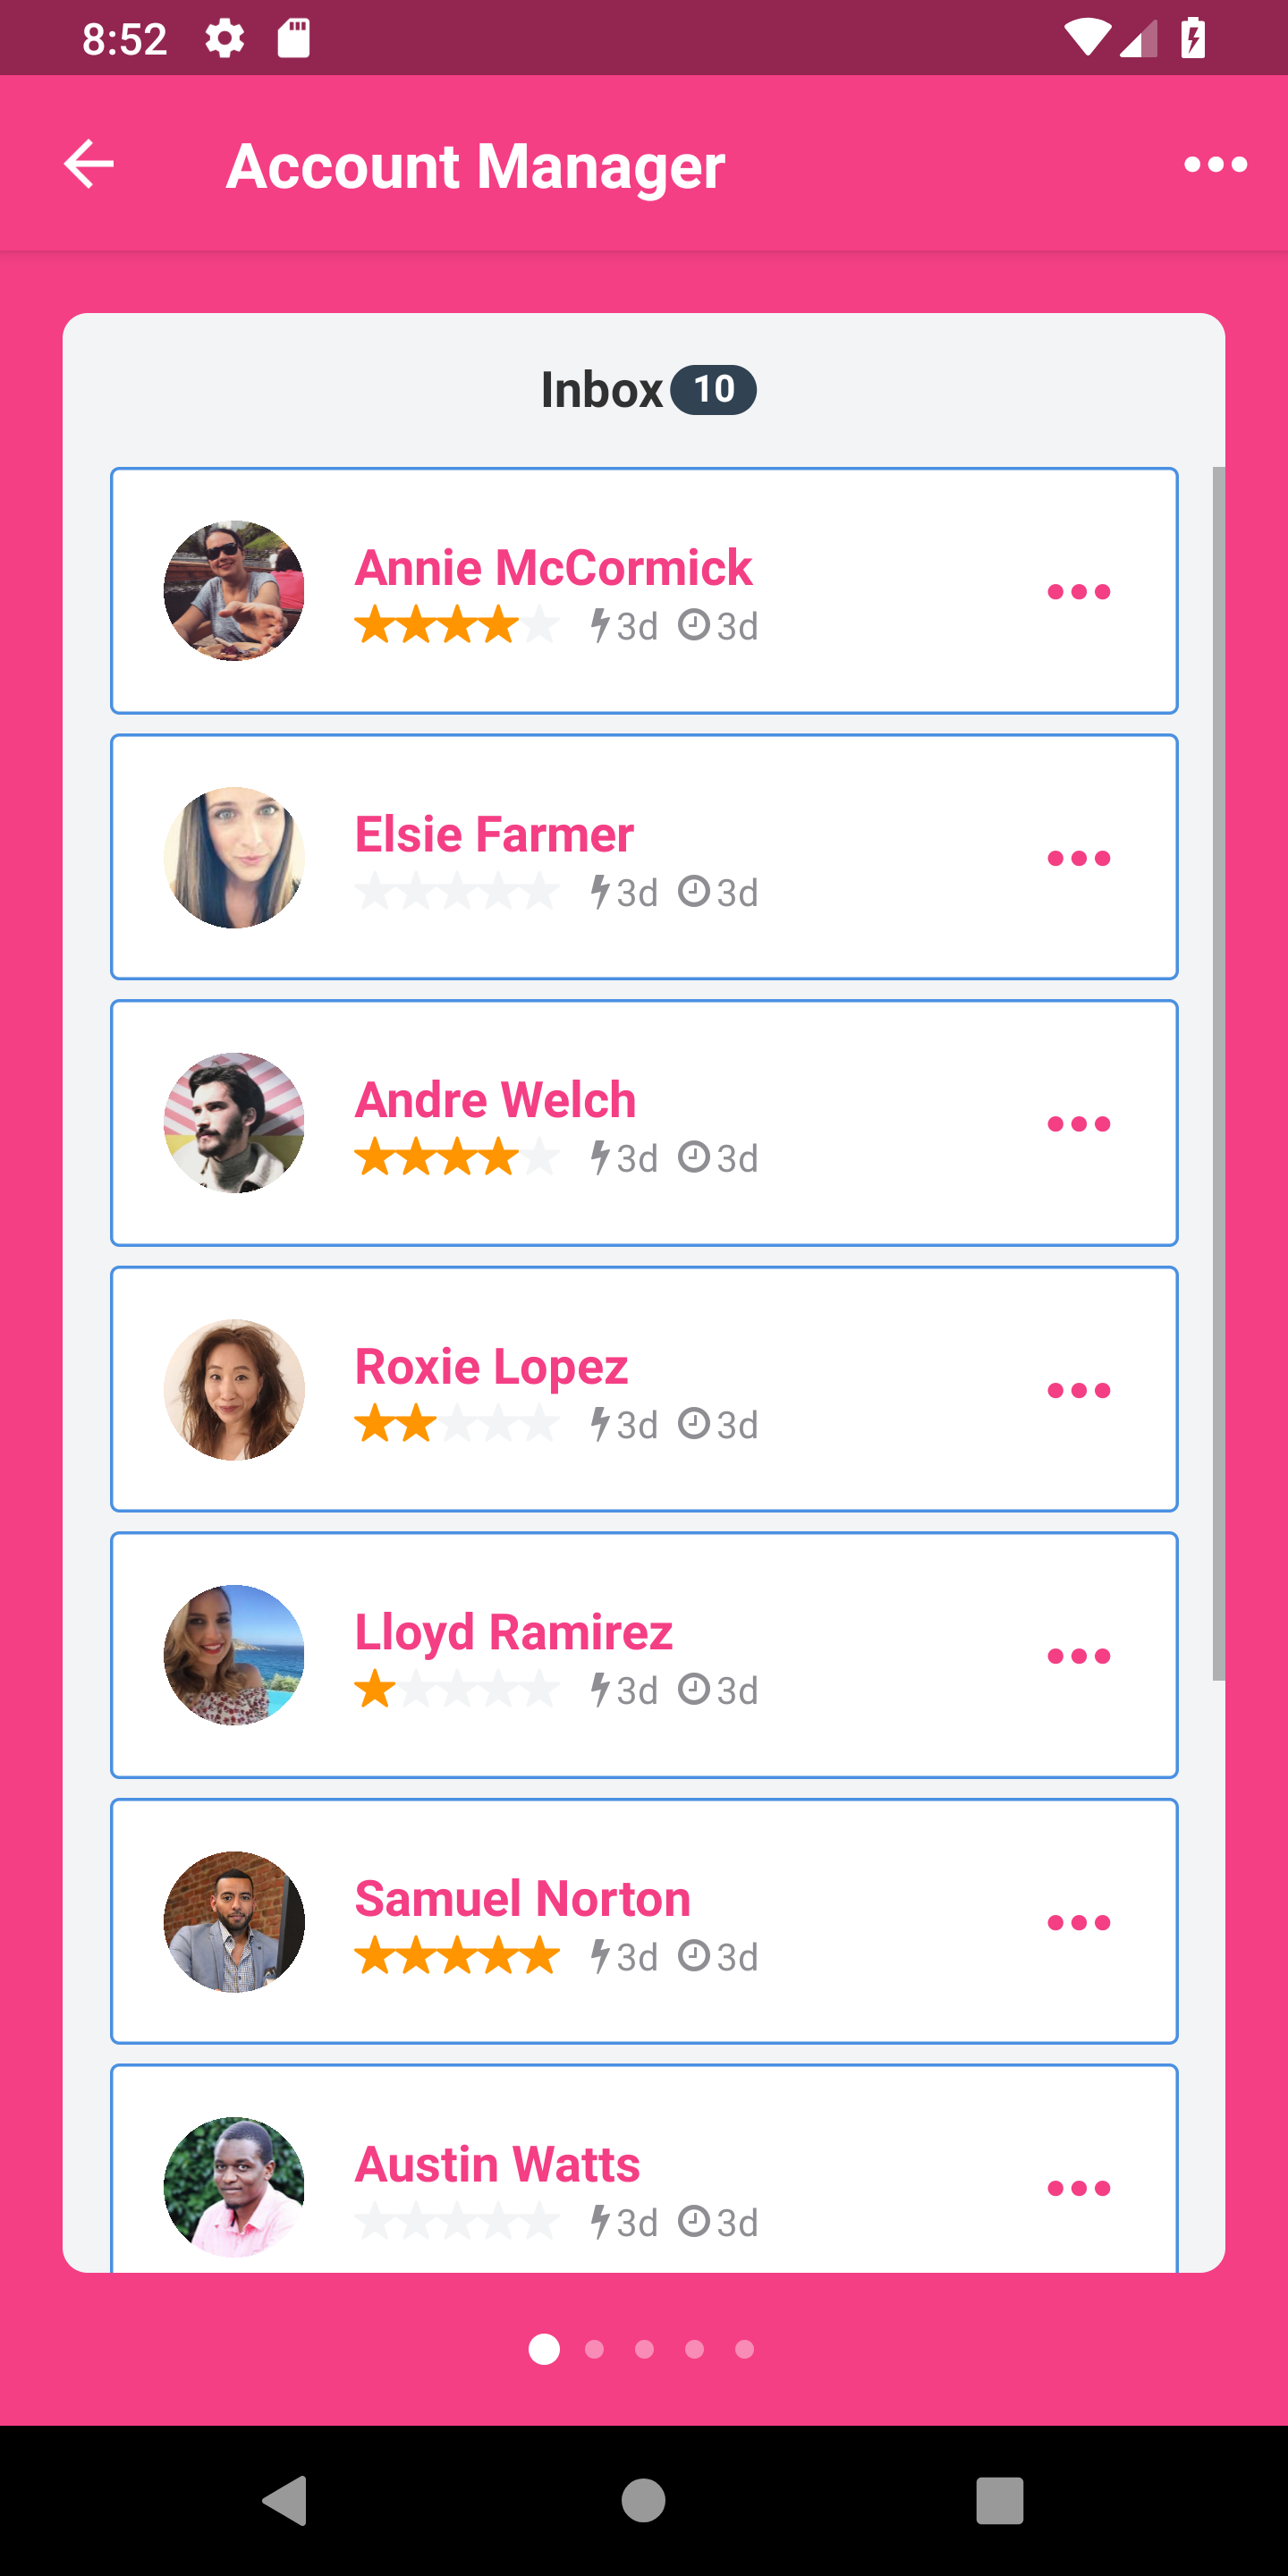 8:52
Account Manager
Inbox 10
Annie McCormick
3d 3d
Elsie Farmer
3d 3d
Andre Welch
3d 3d
Roxie Lopez
3d 3d
Lloyd Ramirez
3d 3d
Samuel Norton
3d 3d
Austin Watts
3d 3d